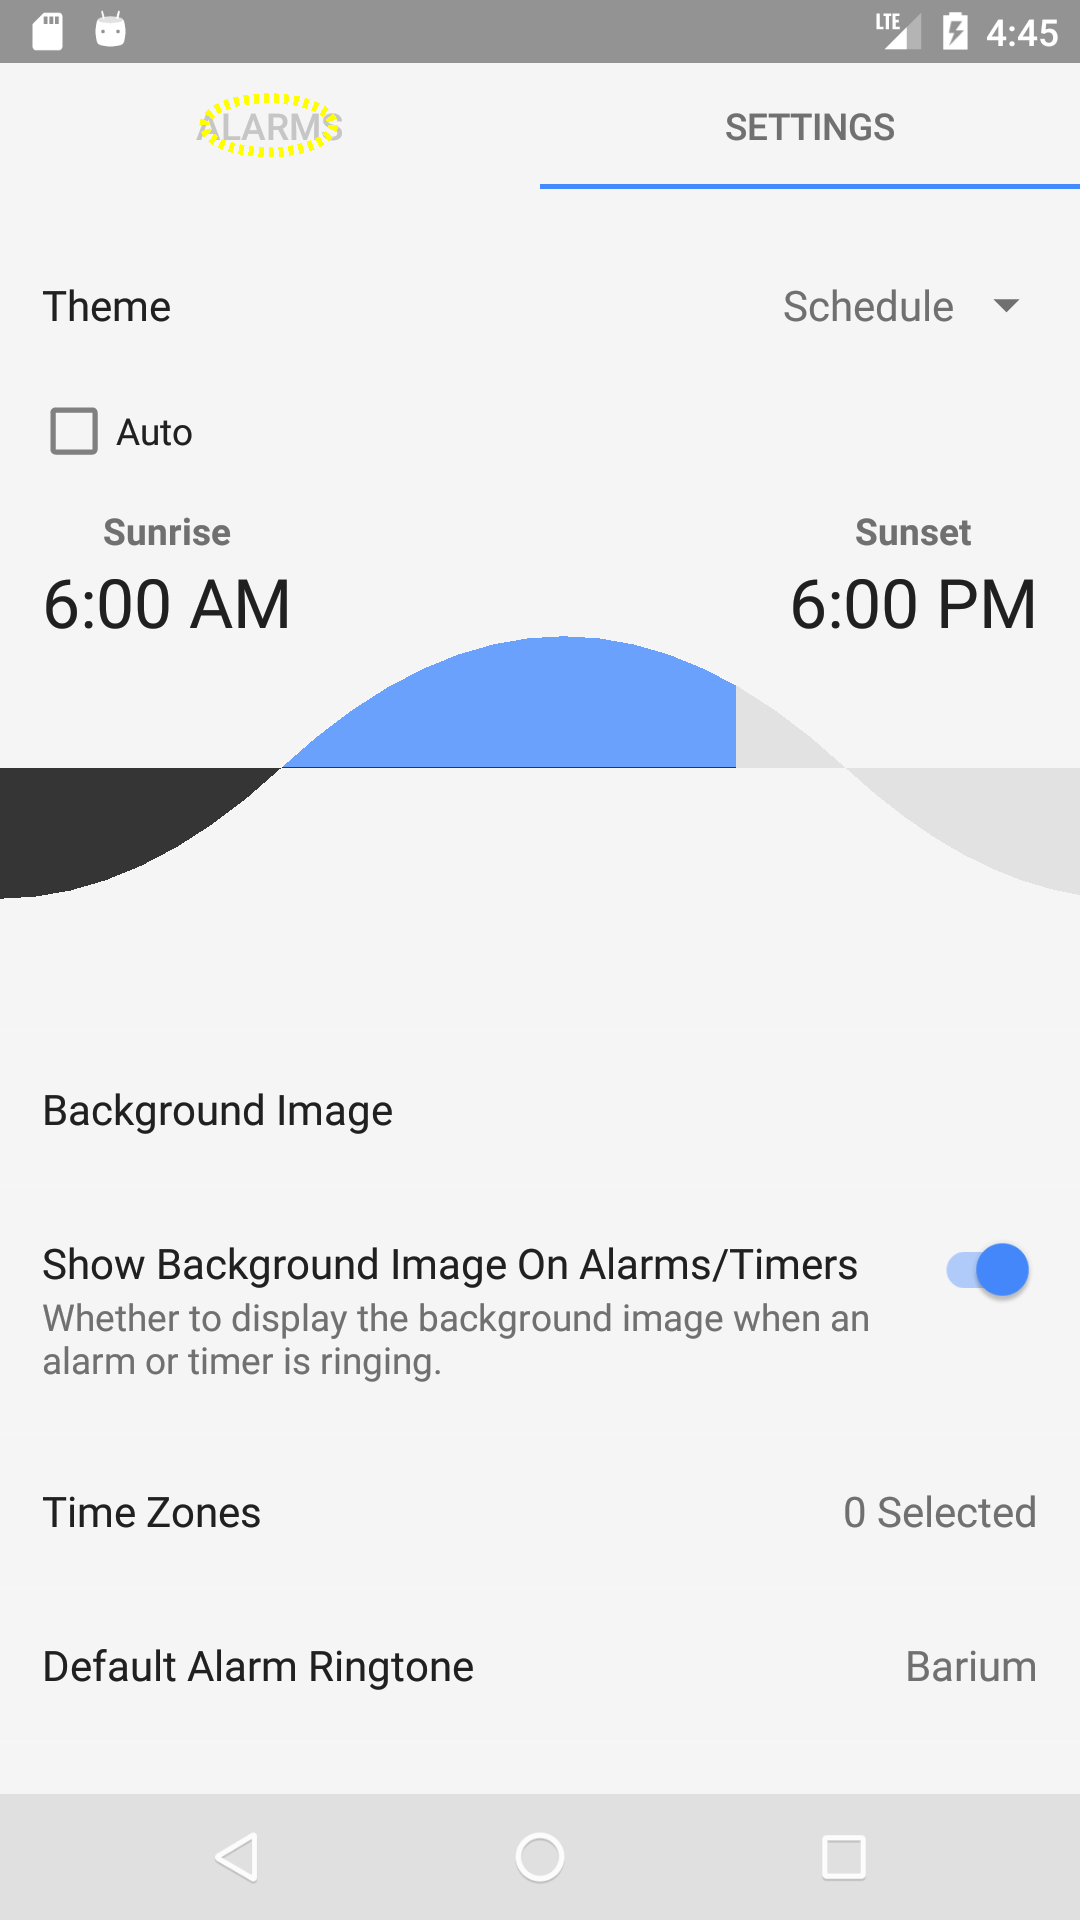 LTE 4:45
ALARMS SETTINGS
Theme Schedule
Auto
Sunrise Sunset
6:00 AM 6:00 PM
Background Image
Show Background Image On Alarms/Timers
Whether to display the background image when an
alarm or timer is ringing.
Time Zones 0 Selected
Default Alarm Ringtone Barium